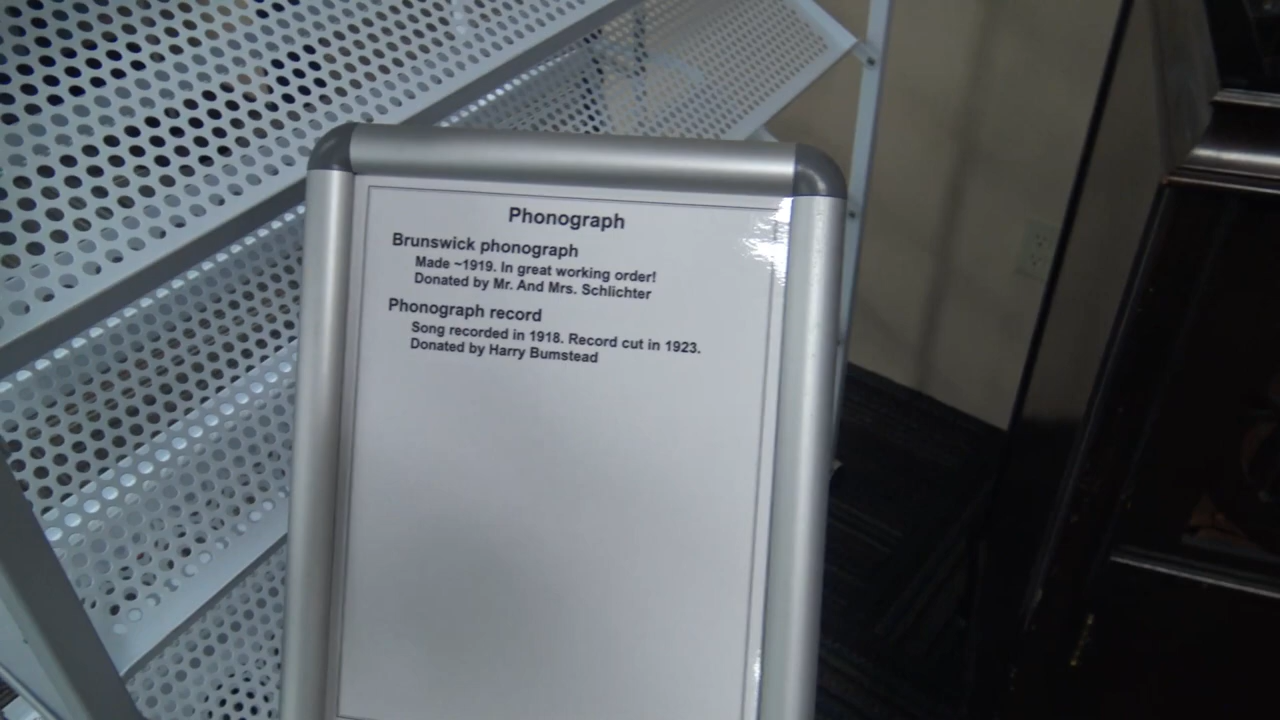 Phonograph
Brunswick phonograph
Made ~1919. In great working order!
Donated by Mr. And Mrs. Schlichter
Phonograph record
Song recorded in 1918. Record cut in 1923.
Donated by Harry Bumstead